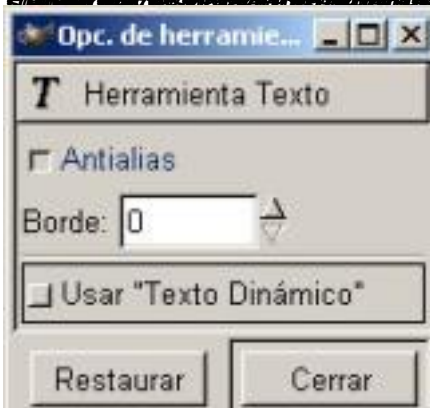 Opc. de herramie...
T Herramienta Texto
Antialias
Borde: 0
Usar "Texto Dinámico"
Restaurar Cerrar